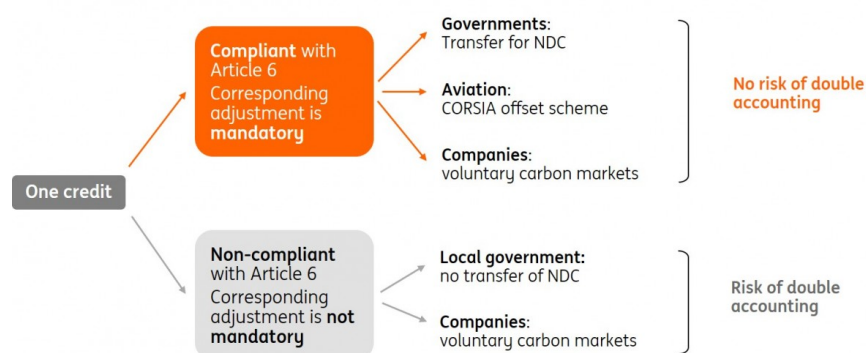 One credit
Compliant with
Article 6
Corresponding
adjustment is
mandatory
Governments:
Transfer for NDC
Aviation:
CORSIA offset scheme
Companies:
voluntary carbon markets
No risk of double
accounting
Non-compliant
with Article 6
Corresponding
adjustment is not
mandatory
Local government:
no transfer of NDC
Companies:
voluntary carbon markets
Risk of double
accounting